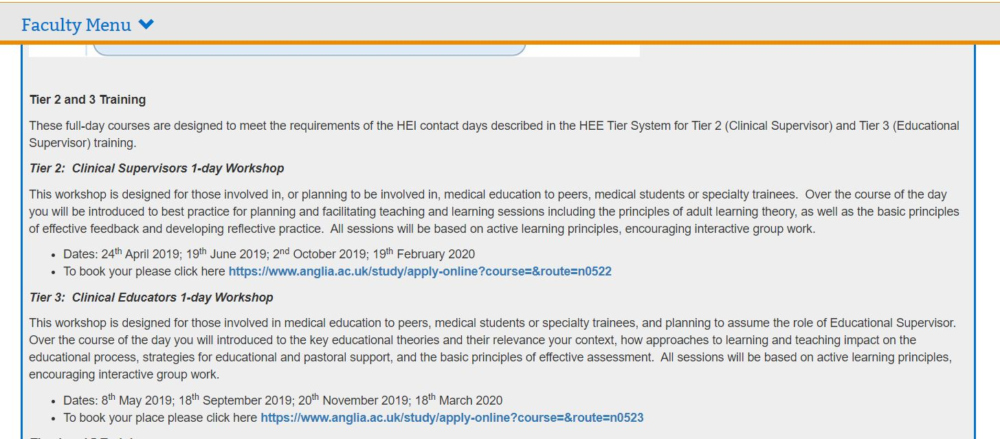 Faculty Menu
Tier 2 and 3 Training
These full-day courses are designed to meet the requirements of the HEI contact days described in the HEE Tier System for Tier 2 (Clinical Supervisor) and Tier 3 (Educational
Supervisor) training.
Tier 2:  Clinical Supervisors 1-day Workshop
This workshop is designed for those involved in, or planning to be involved in, medical education to peers, medical students or specialty trainees.  Over the course of the day
you will be introduced to best practice for planning and facilitating teaching and learning sessions including the principles of adult learning theory, as well as the basic principles
of effective feedback and developing reflective practice.  All sessions will be based on active learning principles, encouraging interactive group work.
• Dates: 24th April 2019; 19th June 2019; 2nd October 2019; 19th February 2020
• To book your please click here https://www.anglia.ac.uk/study/apply-online?course=&route=n0522
Tier 3:  Clinical Educators 1-day Workshop
This workshop is designed for those involved in medical education to peers, medical students or specialty trainees, and planning to assume the role of Educational Supervisor.
Over the course of the day you will introduced to the key educational theories and their relevance your context, how approaches to learning and teaching impact on the
educational process, strategies for educational and pastoral support, and the basic principles of effective assessment.  All sessions will be based on active learning principles,
encouraging interactive group work.
• Dates: 8th May 2019; 18th September 2019; 20th November 2019; 18th March 2020
• To book your place please click here https://www.anglia.ac.uk/study/apply-online?course=&route=n0523